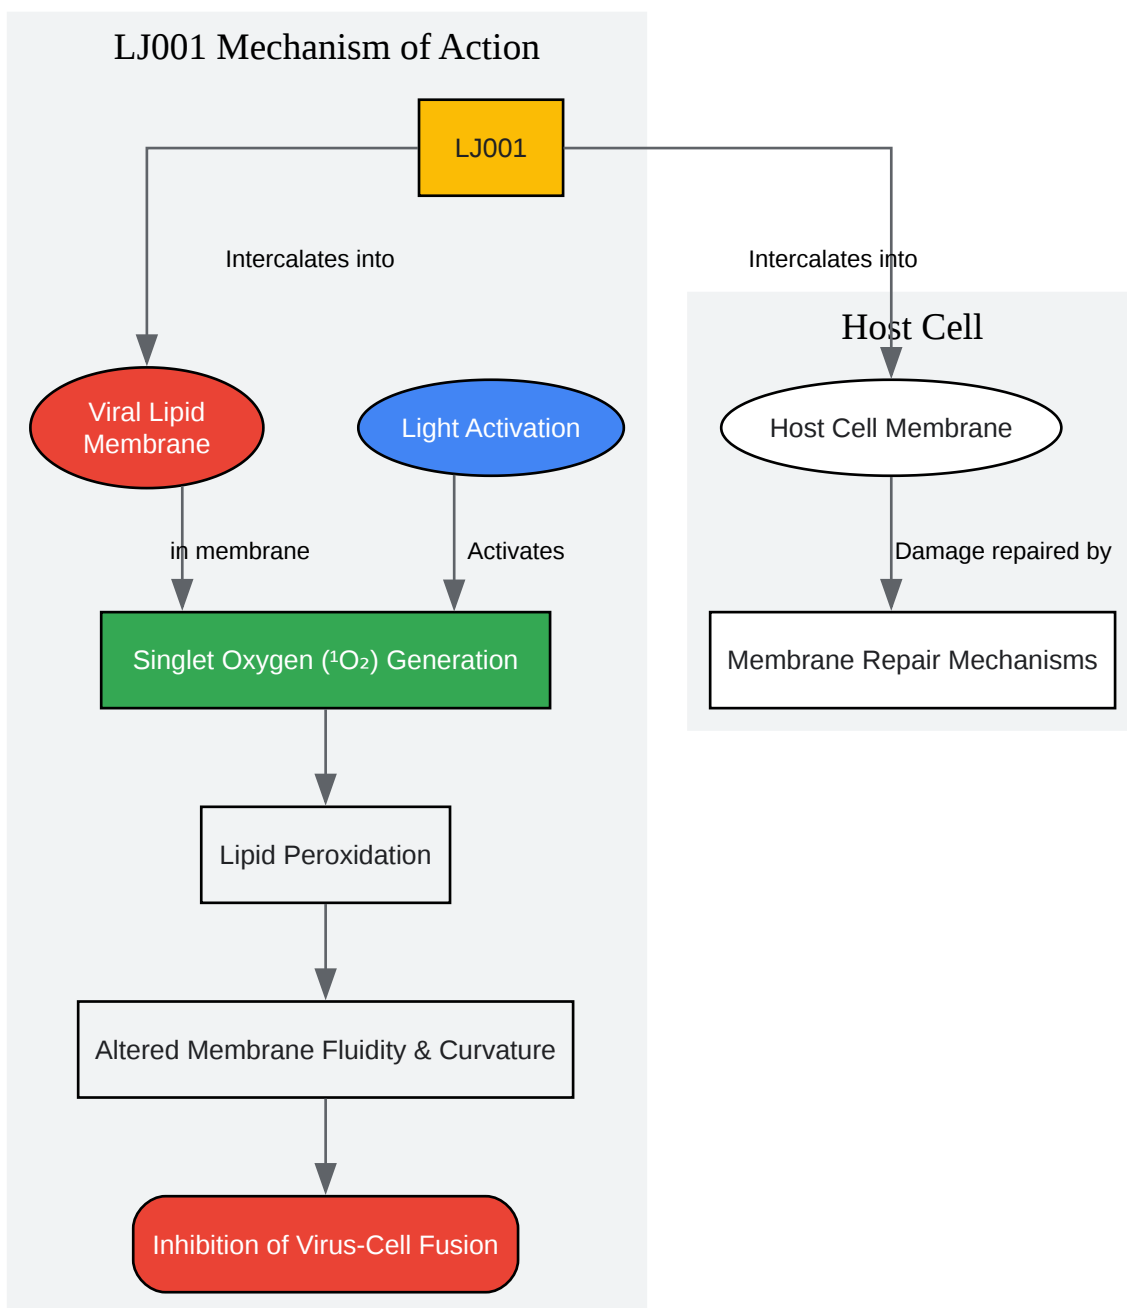 LJ001 Mechanism of Action
LJ001
Intercalates into
Intercalates into
Host Cell
Viral Lipid
Membrane
Light Activation
Host Cell Membrane
in membrane
Activates
Damage repaired by
Singlet Oxygen (¹O₂) Generation
Membrane Repair Mechanisms
Lipid Peroxidation
Altered Membrane Fluidity & Curvature
Inhibition of Virus-Cell Fusion